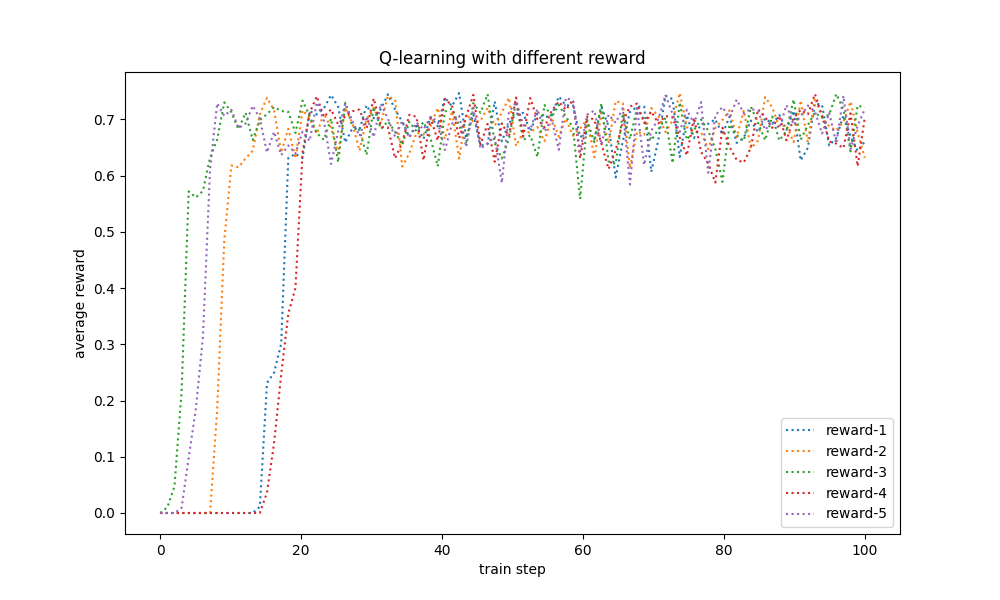 Q-learning with different reward
average reward
0.7
0.6
0.5
0.4
0.3
0.2
0.1
0.0
0 20 40 60 80 100
train step
reward-1
reward-2
reward-3
reward-4
reward-5